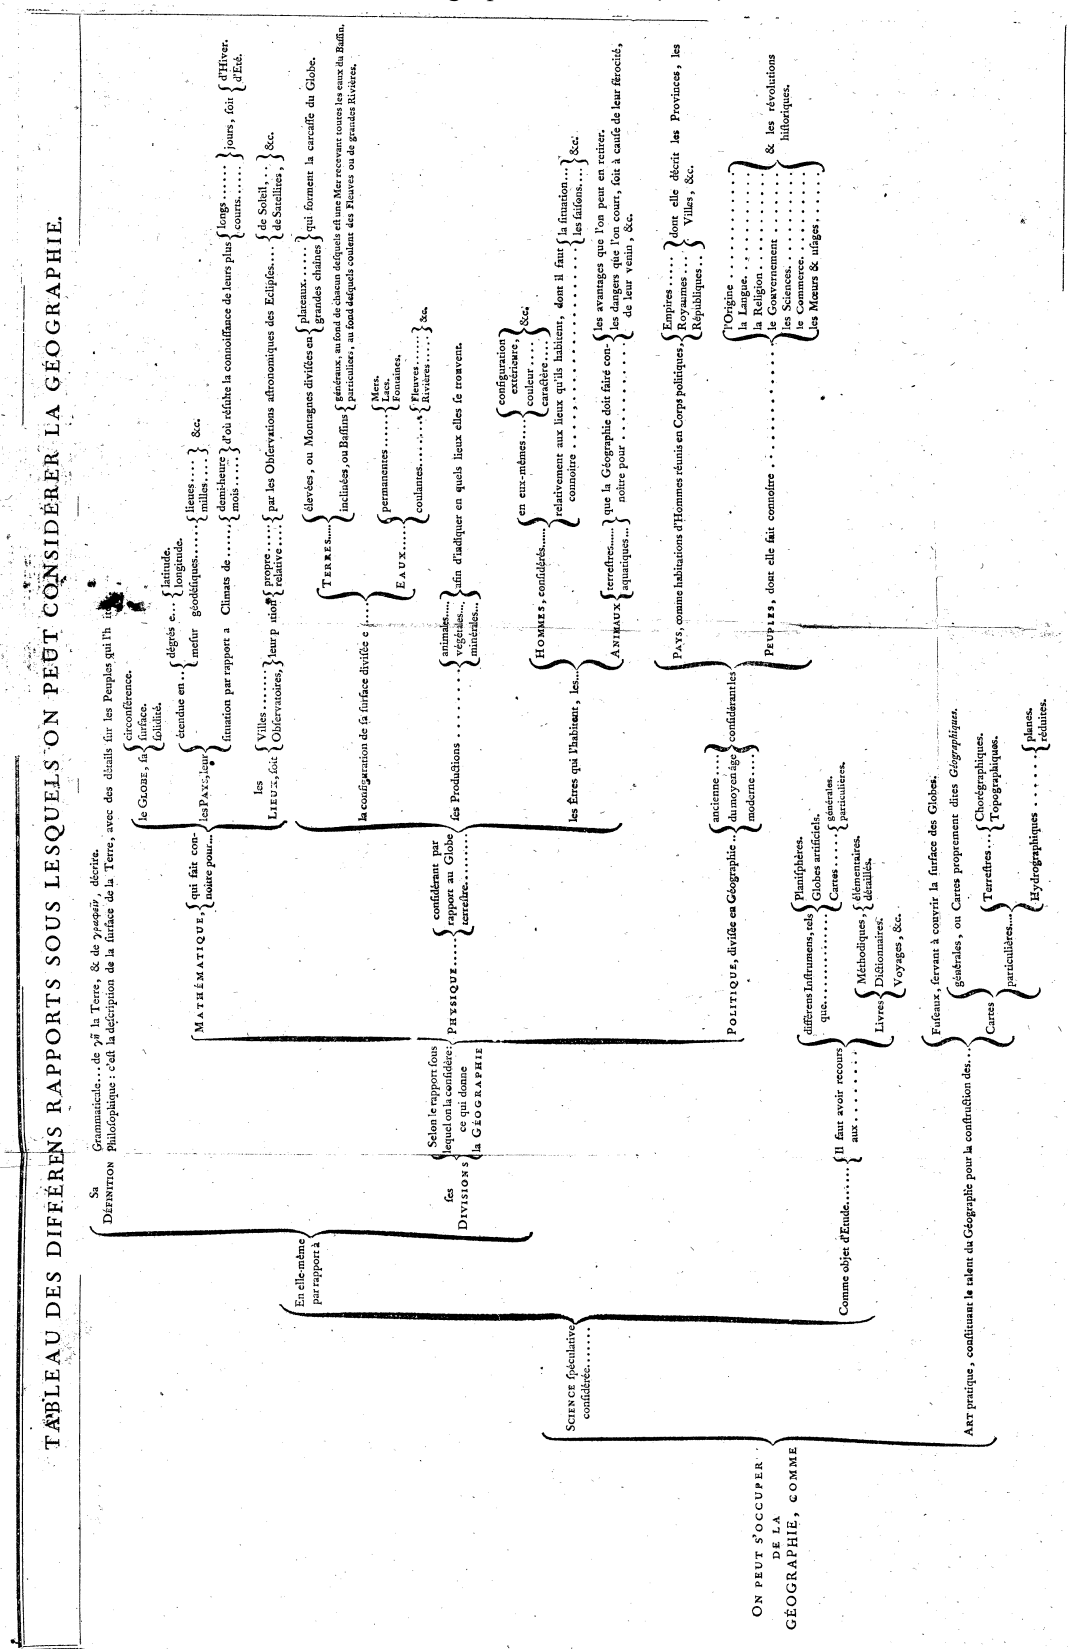 TABLEAU DES DIFFÉRENS RAPPORTS SOUS LESQUELS ON PEUT CONSIDÉRER LA GÉOGRAPHIE.
ON PEUT S'OCCUPER
DE LA
GÉOGRAPHIE, COMME
SCIENCE ſpéculative
conſidérée.......
En elle-même
par rapport à
Sa
DÉFINITION
Grammaticale... de γῆ la Terre, & de γραφειν, décrire.
Philoſophique : c'eſt la deſcription de la ſurface de la Terre, avec des détails ſur les Peuples qui l'h
ſes
DIVISIONS
Selon le rapport ſous
lequel on la conſidère:
ce qui donne
la GÉOGRAPHIE
MATHÉMATIQUE,
qui fait con-
noître pour...
le GLOBE, ſa
circonférence.
ſurface.
ſolidité.
les PAYS, leur
étendue en..
dégrés e...
latitude.
longitude.
meſur géodéſiques......
lieues....
milles....
&c.
ſituation par rapport a Climats de ......
demi-heure
mois.....
d'où réſulte la connoiſſance de leurs plus
longs......
courts......
jours, ſoit
d'Hiver.
d'Été.
les
LIEUX, ſoit
Villes ........
Obſervatoires,
leur p ition
propre.....
relative....
par les Obſervations aſtronomiques des Eclipſes....
de Soleil,...
de Satellites,
&c.
PHYSIQUE......
conſidérant par
rapport au Globe
terreſtre.........
la configuration de ſa ſurface diviſée e
TERRES.....
élevées, ou Montagnes diviſées en
plateaux.......
grandes chaînes
qui forment la carcaſſe du Globe.
inclinées, ou Baſſins
généraux, au fond de chacun deſquels eſt une Mer recevant toutes les eaux du Baſſin.
particuliers, au fond deſquels coulent des Fleuves ou de grandes Rivières.
EAUX......
permanentes......
Mers.
Lacs.
Fontaines.
coulantes........
Fleuves......
Rivières.....
&c.
ſes Productions ........
animales....
végétales...
minérales...
afin d'indiquer en quels lieux elles ſe trouvent.
les Êtres qui l'habitent, les...
HOMMES, conſidérés......
en eux-mêmes....
configuration
extérieure,
couleur ....
caractère....
&c.
relativement aux lieux qu'ils habitent, dont il faut
connoître ..................
la ſituation...
les ſaiſons....
&c.
ANIMAUX
terreſtres......
aquatiques...
que la Géographie doit faire con-
noître pour ..........
les avantages que l'on peut en retirer.
les dangers que l'on court, ſoit à cauſe de leur férocité,
de leur venin, &c.
POLITIQUE, diviſée en Géographie..
ancienne ....
du moyen âge
moderne.....
conſidérant les
PAYS, comme habitations d'Hommes réunis en Corps politiques,
Empires .....
Royaumes ...
Républiques...
dont elle décrit les Provinces, les
Villes, &c.
PEUPLES, dont elle fait connoître ............
l'Origine ............
la Langue............
la Religion ..........
le Gouvernement ......
les Sciences..........
le Commerce..........
les Mœurs & uſages......
& les révolutions
hiſtoriques.
Comme objet d'Etude.......
Il faut avoir recours
aux ........
différens Inſtrumens, tels
que..............
Planiſphères.
Globes artificiels.
Cartes......
générales.
particulières.
Livres
Méthodiques,
élémentaires.
détaillés.
Dictionnaires.
Voyages, &c.
ART pratique, conſtituant le talent du Géographe pour la conſtruction des...
Fuſeaux, ſervant à couvrir la ſurface des Globes.
Cartes
générales, ou Cartes proprement dites Géographiques.
particulières...
Terreſtres...
Chorégraphiques.
Topographiques.
Hydrographiques ......
planes.
réduites.